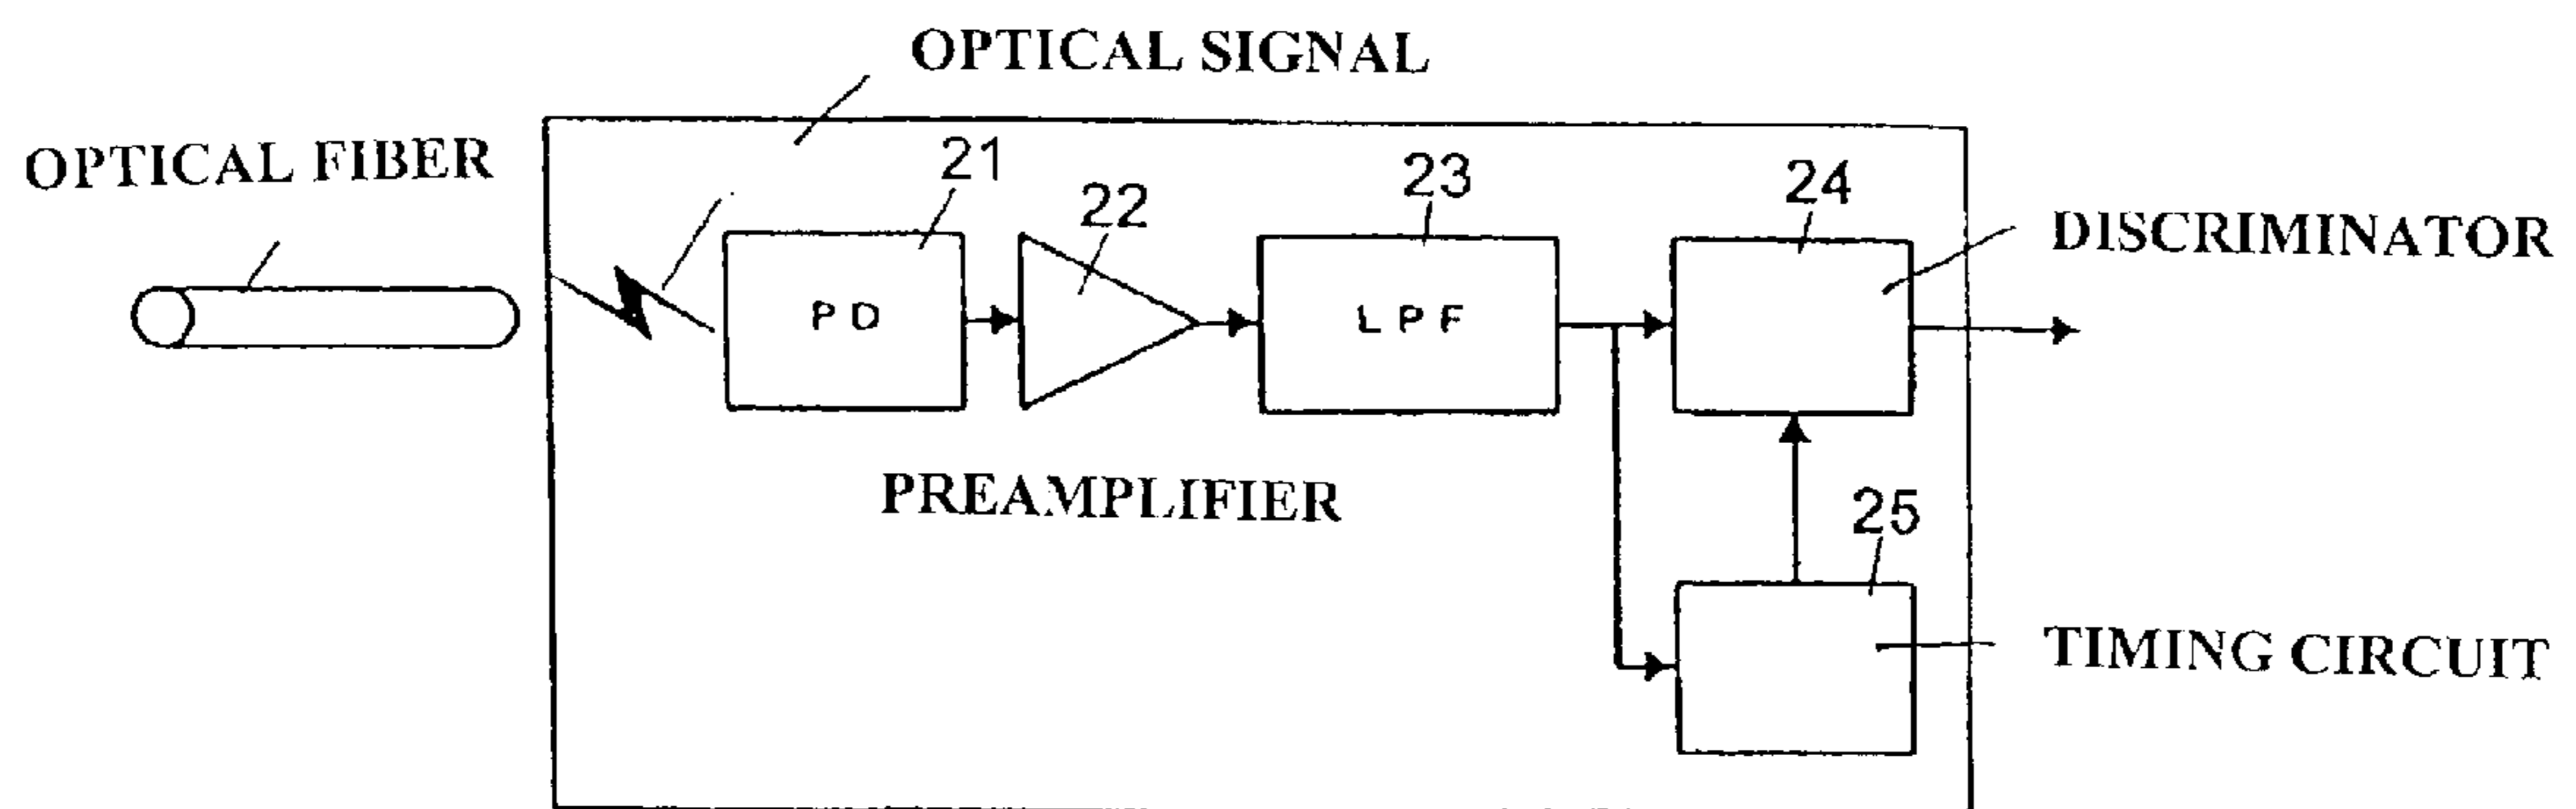 OPTICAL SIGNAL
OPTICAL FIBER
21
22
23
24
DISCRIMINATOR
PD
LPF
PREAMPLIFIER
25
TIMING CIRCUIT